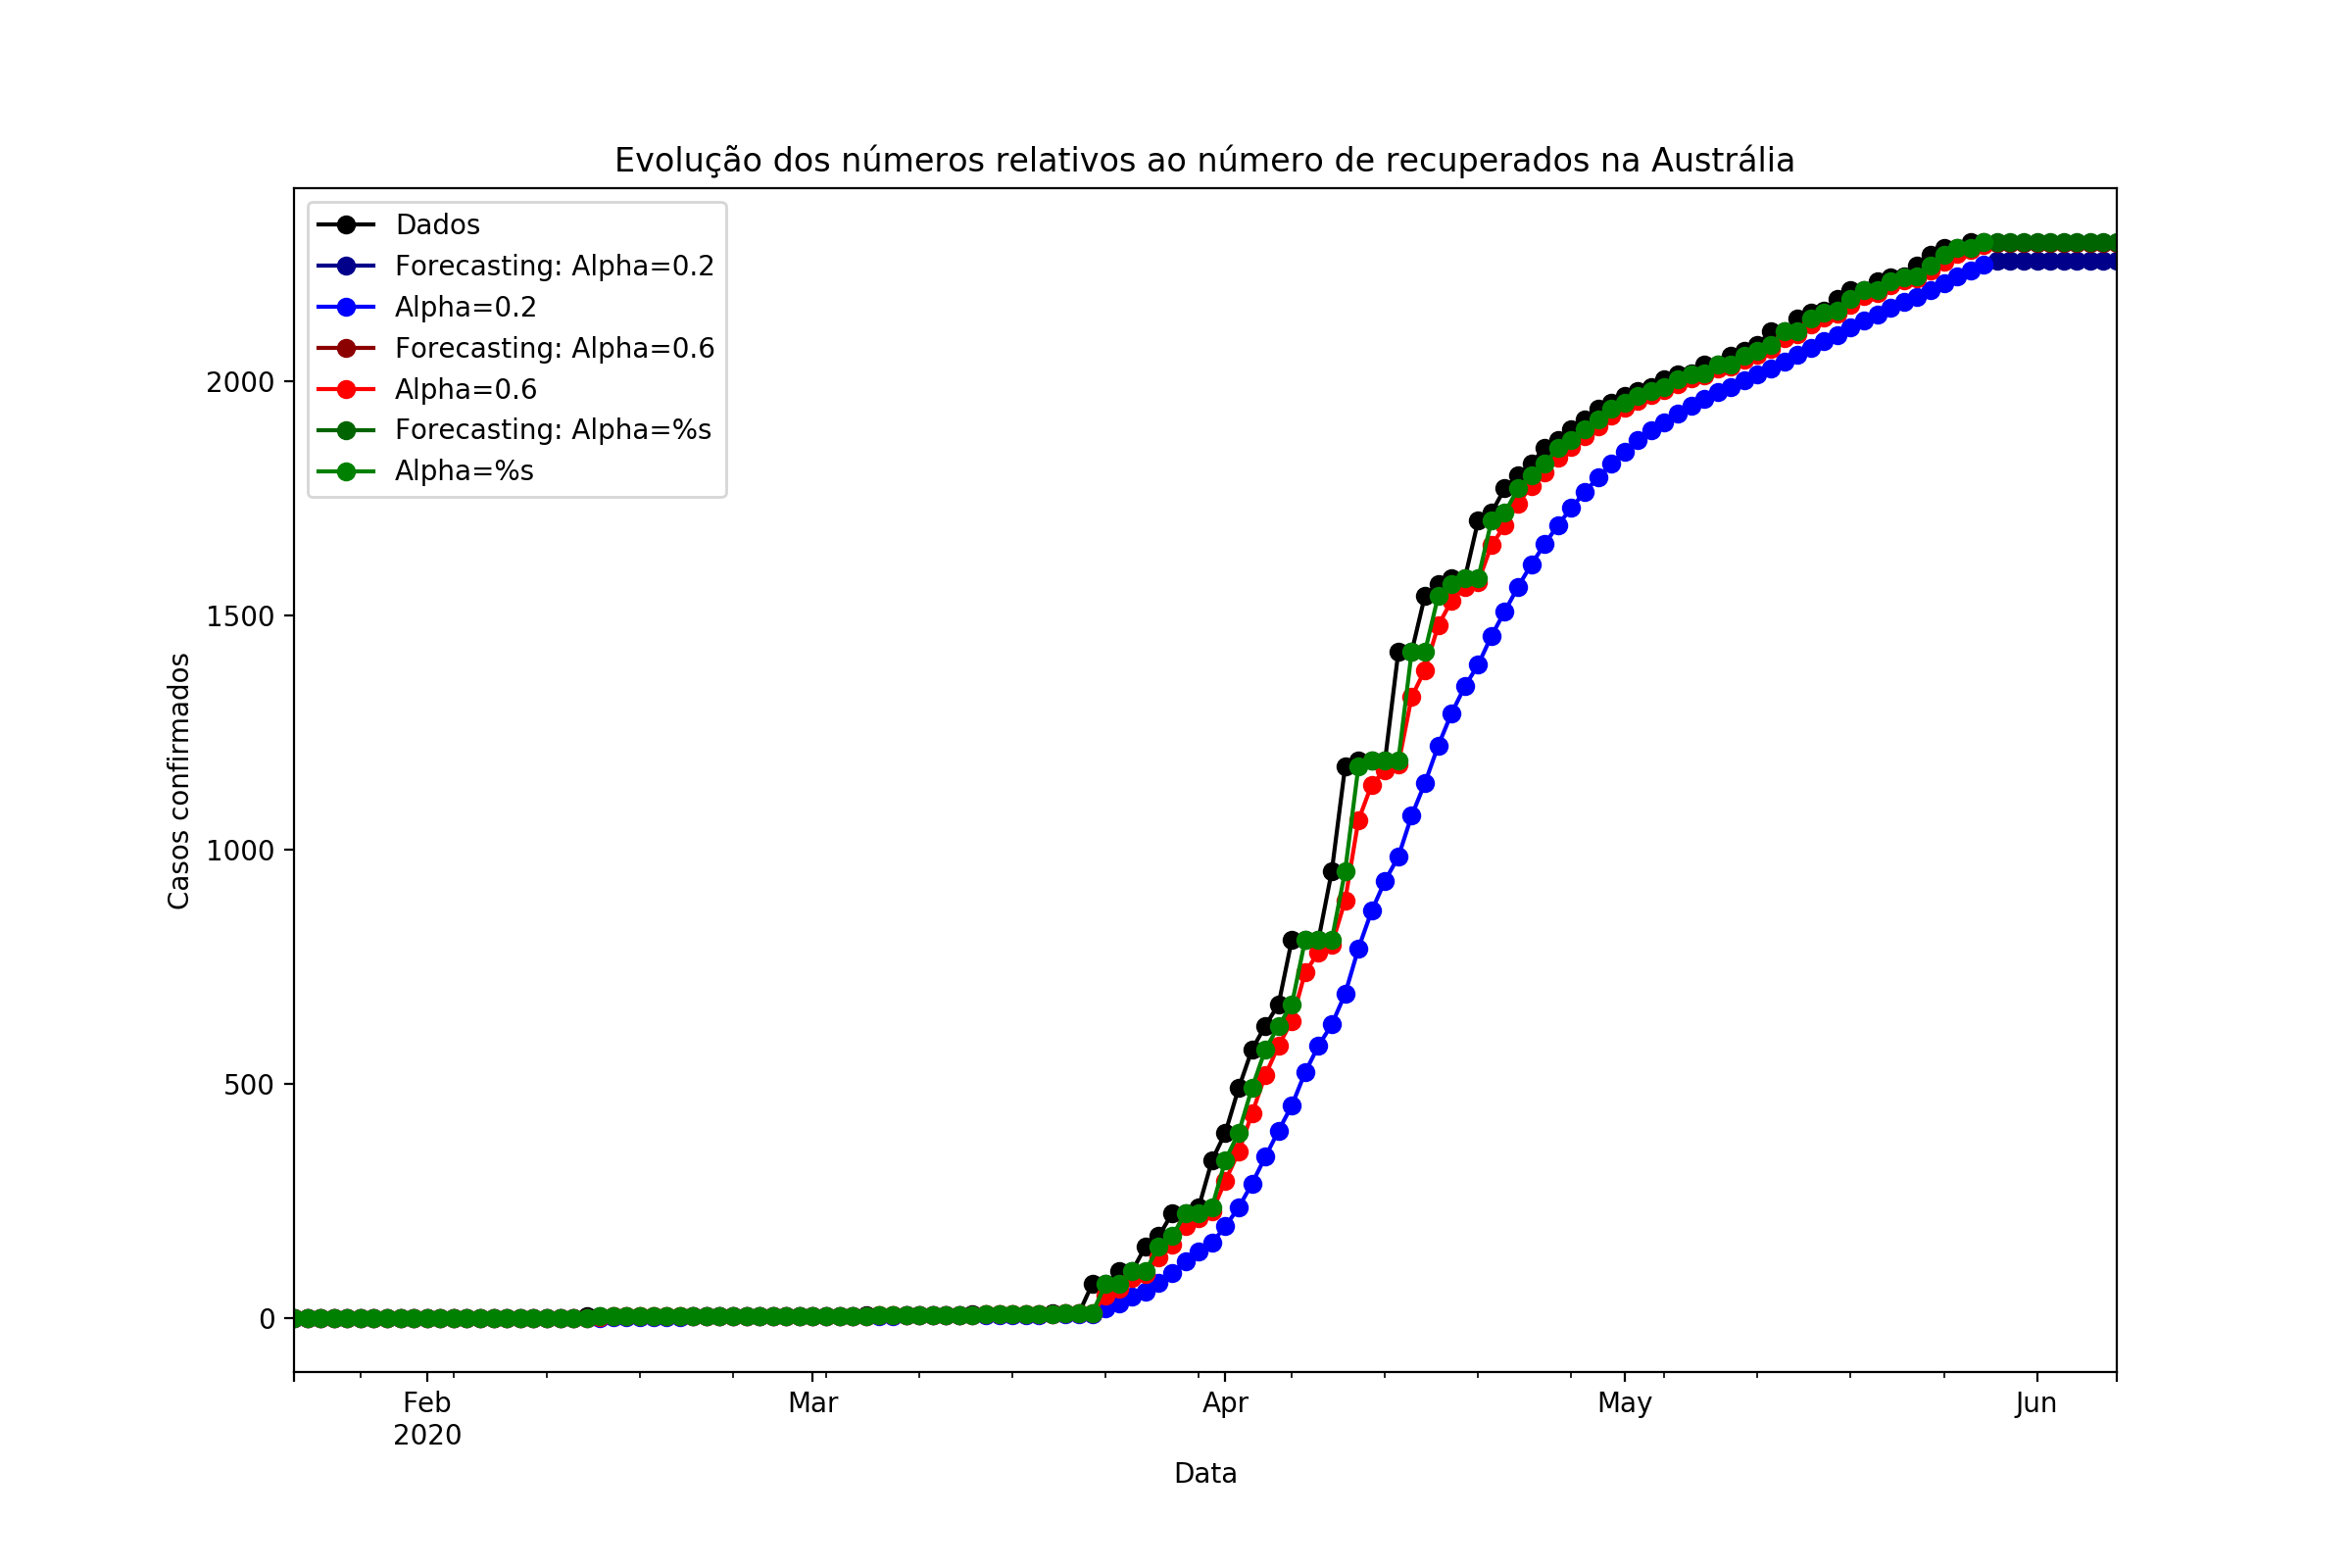 Evolução dos números relativos ao número de recuperados na Austrália
Dados
Forecasting: Alpha=0.2
Alpha=0.2
Forecasting: Alpha=0.6
Alpha=0.6
Forecasting: Alpha=%s
Alpha=%s
2000
1500
1000
500
0
Casos confirmados
Feb Mar Apr May Jun
2020
Data